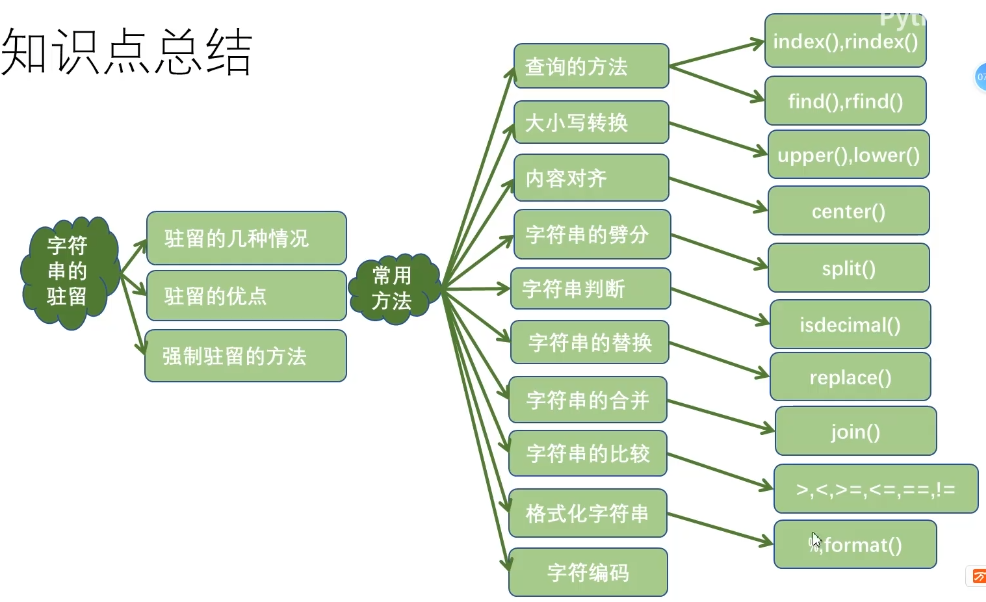 知识点总结
字符
串的
驻留
驻留的几种情况
驻留的优点
强制驻留的方法
常用
方法
查询的方法
index(),rindex()
find(),rfind()
大小写转换
upper(),lower()
内容对齐
center()
字符串的劈分
split()
字符串判断
isdecimal()
字符串的替换
replace()
字符串的合并
join()
字符串的比较
>,<,>=,<=,==,!=
格式化字符串
%,format()
字符编码